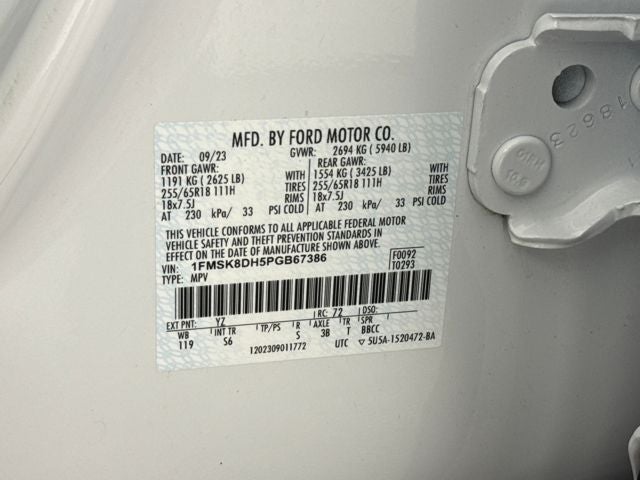 MFD. BY FORD MOTOR CO.
DATE: 09/23 GVWR: 2694 KG ( 5940 LB)
FRONT GAWR: REAR GAWR:
1191 KG ( 2625 LB) WITH 1554 KG ( 3425 LB) WITH
255/65R18 111H TIRES 255/65R18 111H TIRES
18x7.5J RIMS 18x7.5J RIMS
AT 230 kPa/ 33 PSI COLD AT 230 kPa/ 33 PSI COLD
THIS VEHICLE CONFORMS TO ALL APPLICABLE FEDERAL MOTOR
VEHICLE SAFETY, BUMPER, AND THEFT PREVENTION STANDARDS IN
EFFECT ON THE DATE OF MANUFACTURE SHOWN ABOVE.
VIN: 1FMSK8DH5PGB67386 F0092
TYPE: MPV T0293
EXT PNT: YZ RC: 72 DSO:
WB INT TR TP/PS R AXLE TR SPR
119 S6 S 3B T BBCC
1202309011772 UTC ▽ 5U5A-1520472-BA
18623